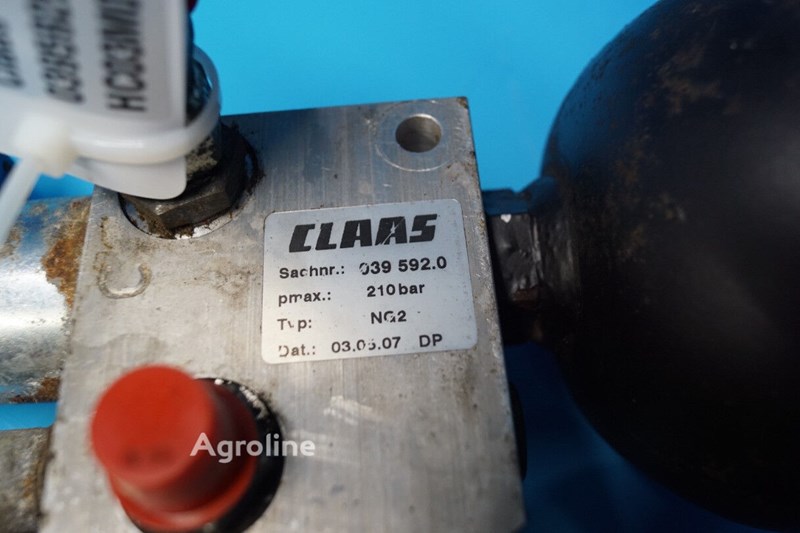 CLAAS
Sachnr.: 039 592.0
pmax.: 210 bar
Typ: NG2
Dat.: 03.05.07 DP
Agroline